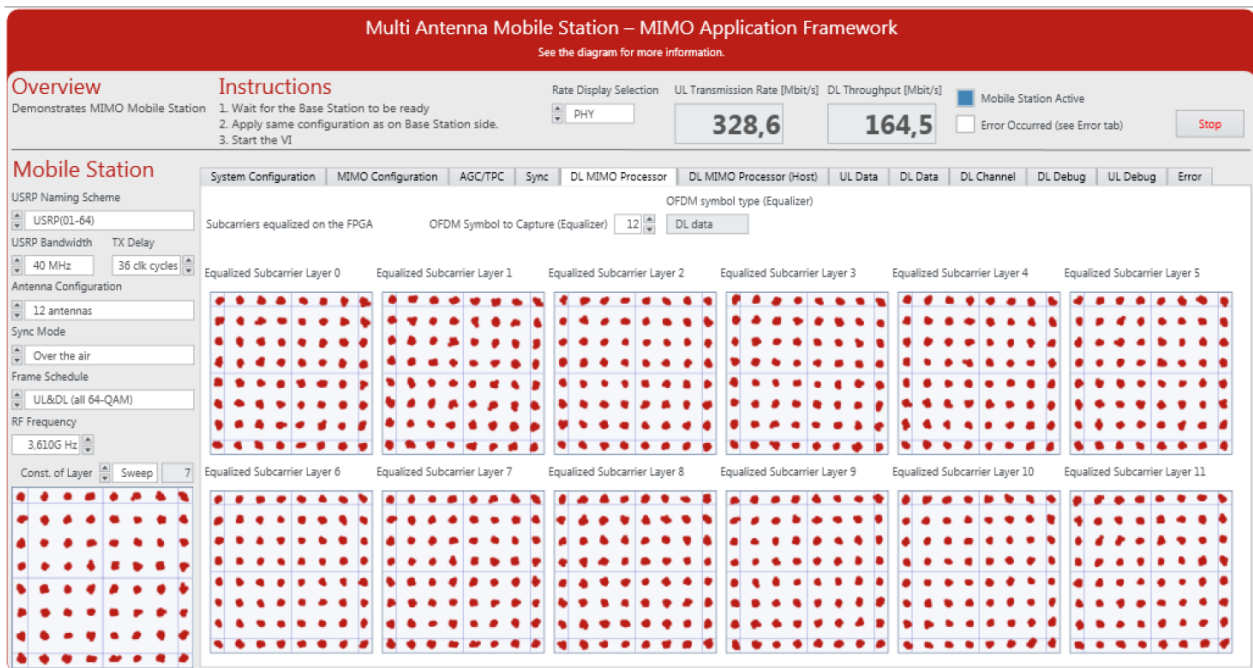 Multi Antenna Mobile Station – MIMO Application Framework
See the diagram for more information.
Overview
Demonstrates MIMO Mobile Station
Instructions
1. Wait for the Base Station to be ready
2. Apply same configuration as on Base Station side.
3. Start the VI
Rate Display Selection
PHY
UL Transmission Rate [Mbit/s]
328,6
DL Throughput [Mbit/s]
164,5
Mobile Station Active
Error Occurred (see Error tab)
Stop
Mobile Station
USRP Naming Scheme
USRP(01-64)
USRP Bandwidth TX Delay
40 MHz 36 clk cycles
Antenna Configuration
12 antennas
Sync Mode
Over the air
Frame Schedule
UL&DL (all 64-QAM)
RF Frequency
3,610G Hz
Const. of Layer Sweep 7
System Configuration MIMO Configuration AGC/TPC Sync DL MIMO Processor DL MIMO Processor (Host) UL Data DL Data DL Channel DL Debug UL Debug Error
OFDM symbol type (Equalizer)
Subcarriers equalized on the FPGA OFDM Symbol to Capture (Equalizer) 12 DL data
Equalized Subcarrier Layer 0 Equalized Subcarrier Layer 1 Equalized Subcarrier Layer 2 Equalized Subcarrier Layer 3 Equalized Subcarrier Layer 4 Equalized Subcarrier Layer 5
Equalized Subcarrier Layer 6 Equalized Subcarrier Layer 7 Equalized Subcarrier Layer 8 Equalized Subcarrier Layer 9 Equalized Subcarrier Layer 10 Equalized Subcarrier Layer 11